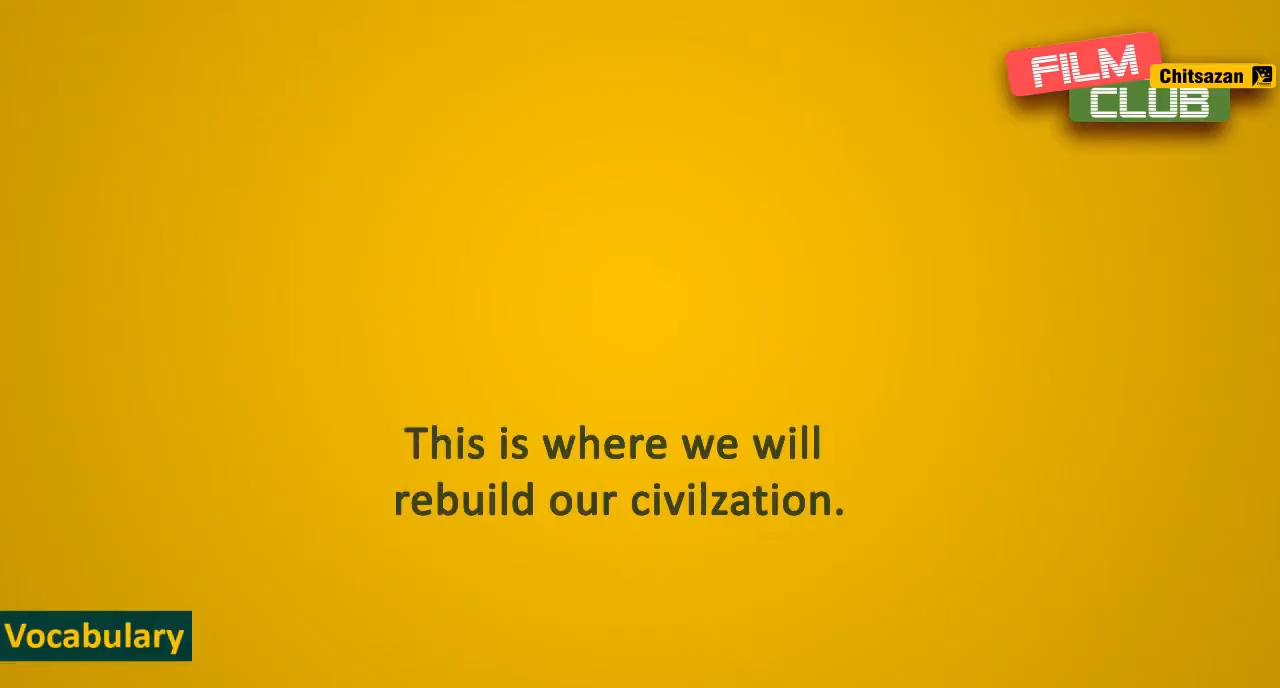 FILM
Chitsazan
CLUB
This is where we will
rebuild our civilzation.
Vocabulary